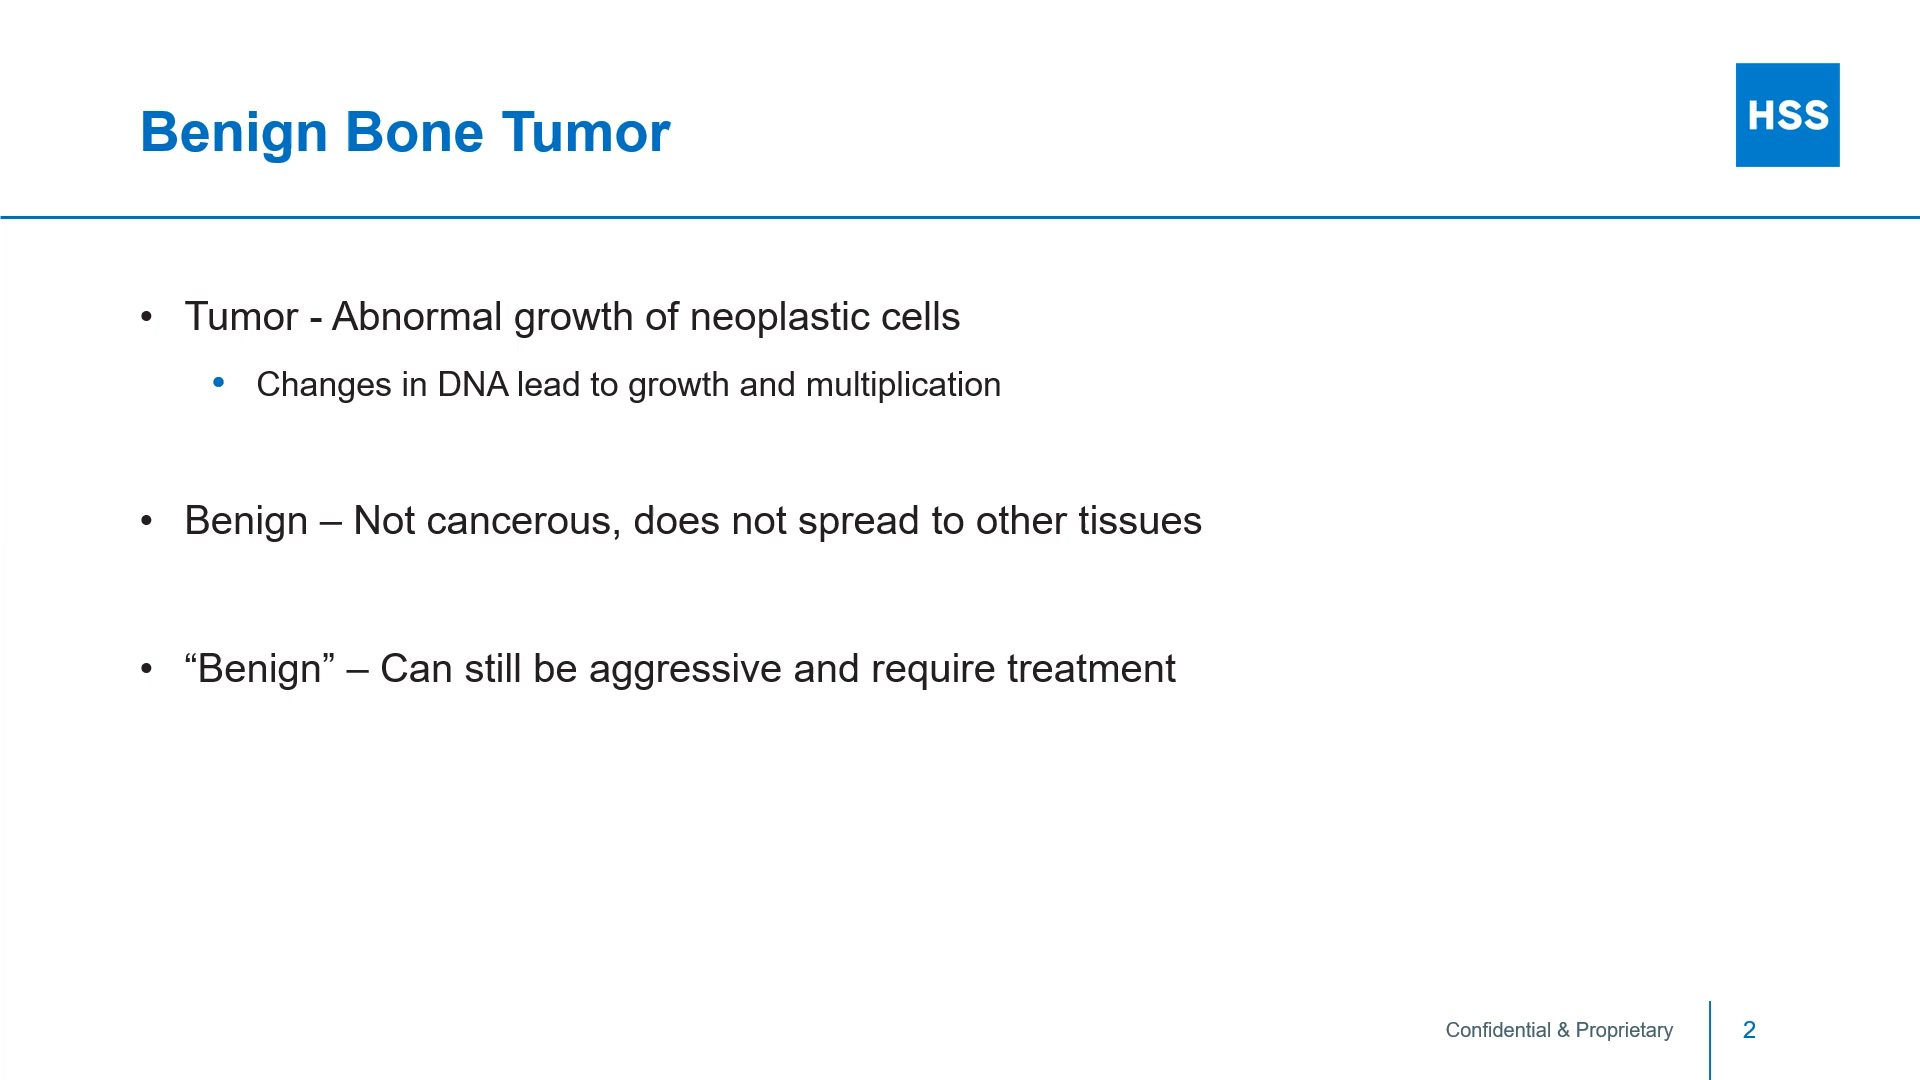 Benign Bone Tumor
HSS
• Tumor - Abnormal growth of neoplastic cells
• Changes in DNA lead to growth and multiplication
• Benign – Not cancerous, does not spread to other tissues
• “Benign” – Can still be aggressive and require treatment
Confidential & Proprietary
2